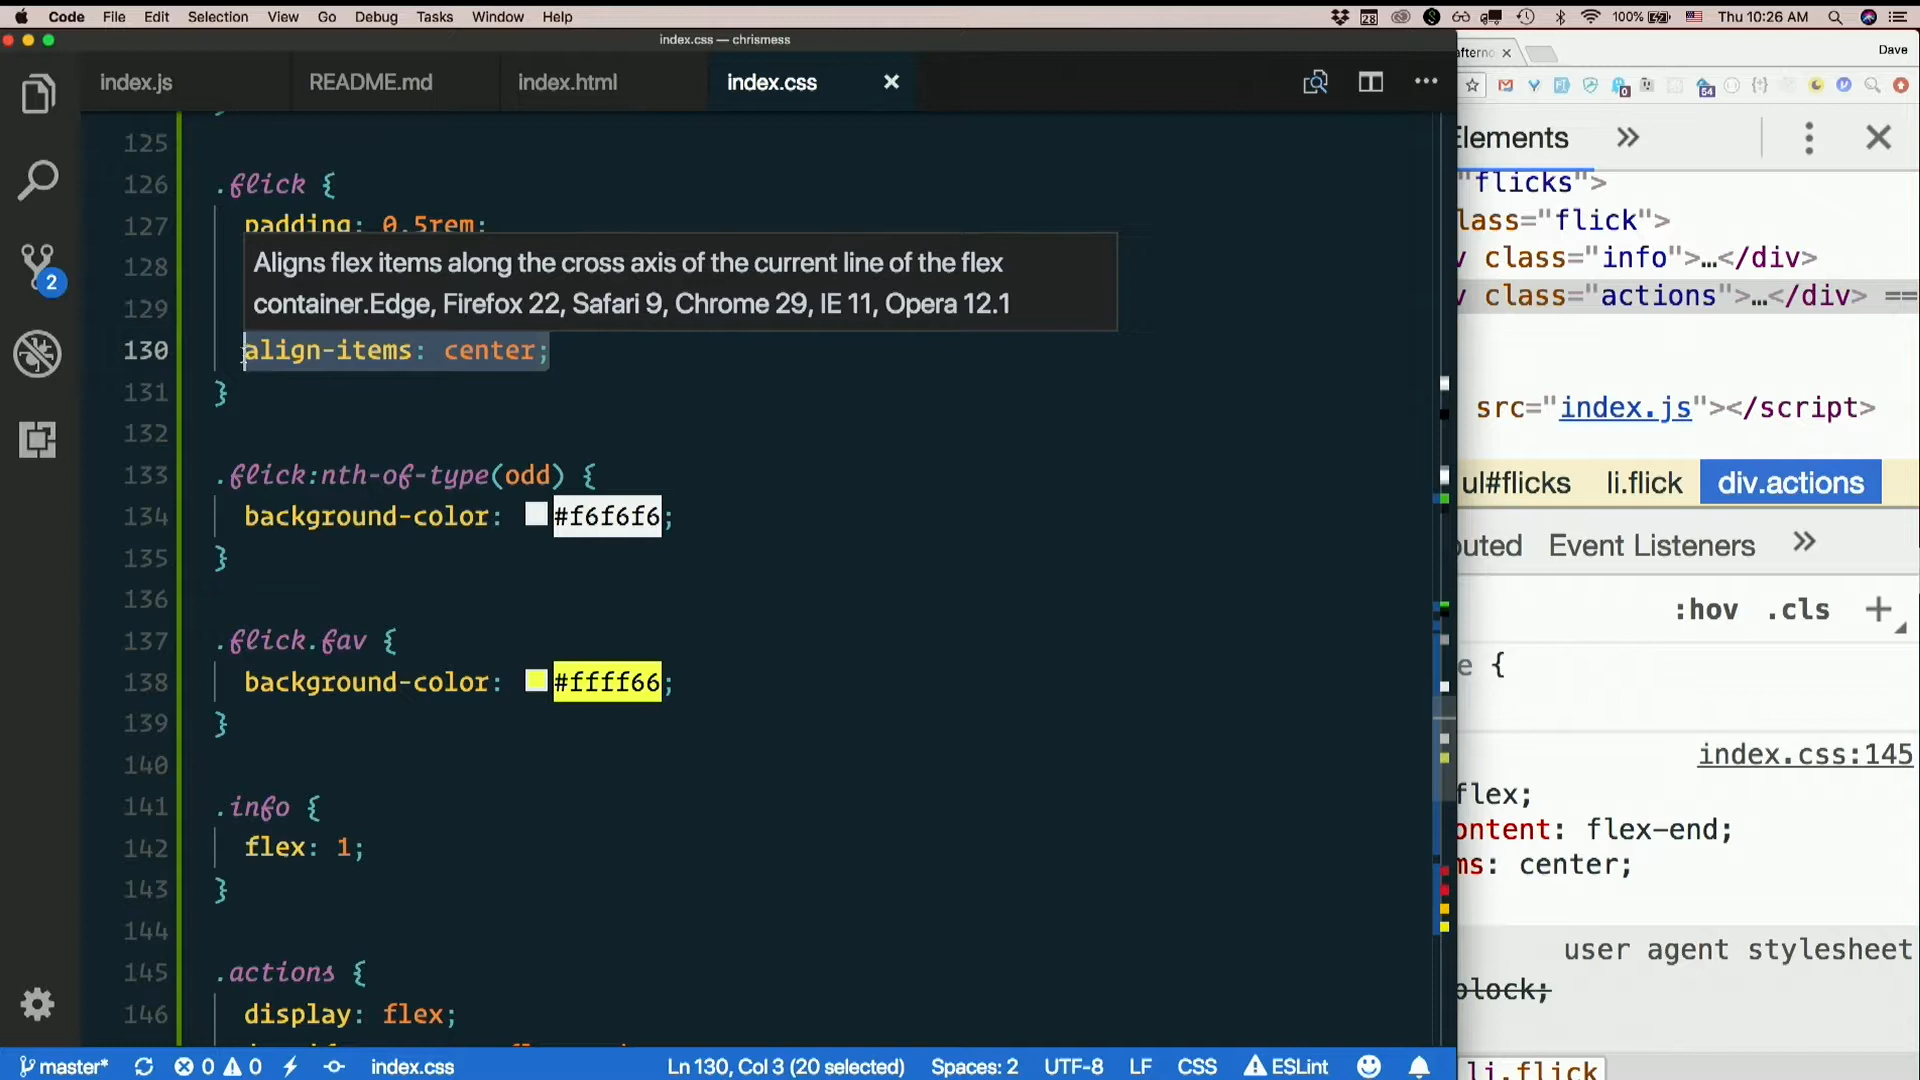 Code File Edit Selection View Go Debug Tasks Window Help
28 100% Thu 10:26 AM
index.css — chrismess
afterno Dave
index.js README.md index.html index.css
64
Elements
125
126 .flick {
127 padding: 0.5rem;
128
129
Aligns flex items along the cross axis of the current line of the flex
container.Edge, Firefox 22, Safari 9, Chrome 29, IE 11, Opera 12.1
130 align-items: center;
131 }
132
133 .flick:nth-of-type(odd) {
134 background-color: #f6f6f6;
135 }
136
137 .flick.fav {
138 background-color: #ffff66;
139 }
140
141 .info {
142 flex: 1;
143 }
144
145 .actions {
146 display: flex;
2
"flicks">
lass="flick">
v class="info">…</div>
v class="actions">…</div> ==
src="index.js"></script>
ul#flicks li.flick div.actions
outed Event Listeners
:hov .cls +
e {
index.css:145
flex;
ontent: flex-end;
ms: center;
user agent stylesheet
block;
li.flick
master* 0 0 index.css Ln 130, Col 3 (20 selected) Spaces: 2 UTF-8 LF CSS ESLint